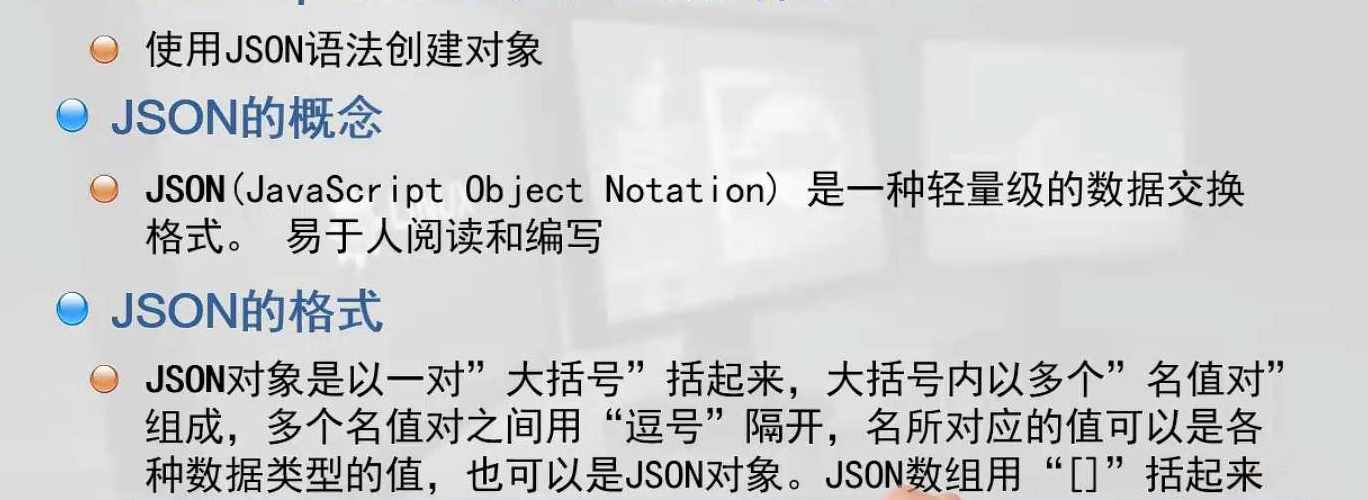 使用JSON语法创建对象
JSON的概念
JSON(JavaScript Object Notation) 是一种轻量级的数据交换
格式。 易于人阅读和编写
JSON的格式
JSON对象是以一对”大括号”括起来，大括号内以多个”名值对”
组成，多个名值对之间用“逗号”隔开，名所对应的值可以是各
种数据类型的值，也可以是JSON对象。JSON数组用“[]”括起来